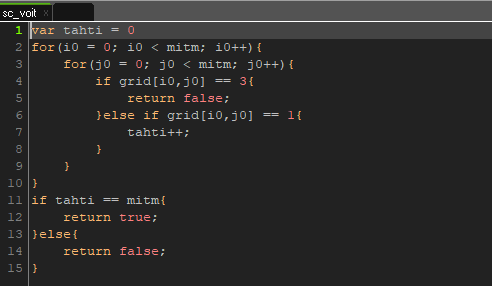 sc_voit ×
1 var tahti = 0
2 for(i0 = 0; i0 < mitm; i0++){
3     for(j0 = 0; j0 < mitm; j0++){
4         if grid[i0,j0] == 3{
5             return false;
6         }else if grid[i0,j0] == 1{
7             tahti++;
8         }
9     }
10 }
11 if tahti == mitm{
12     return true;
13 }else{
14     return false;
15 }